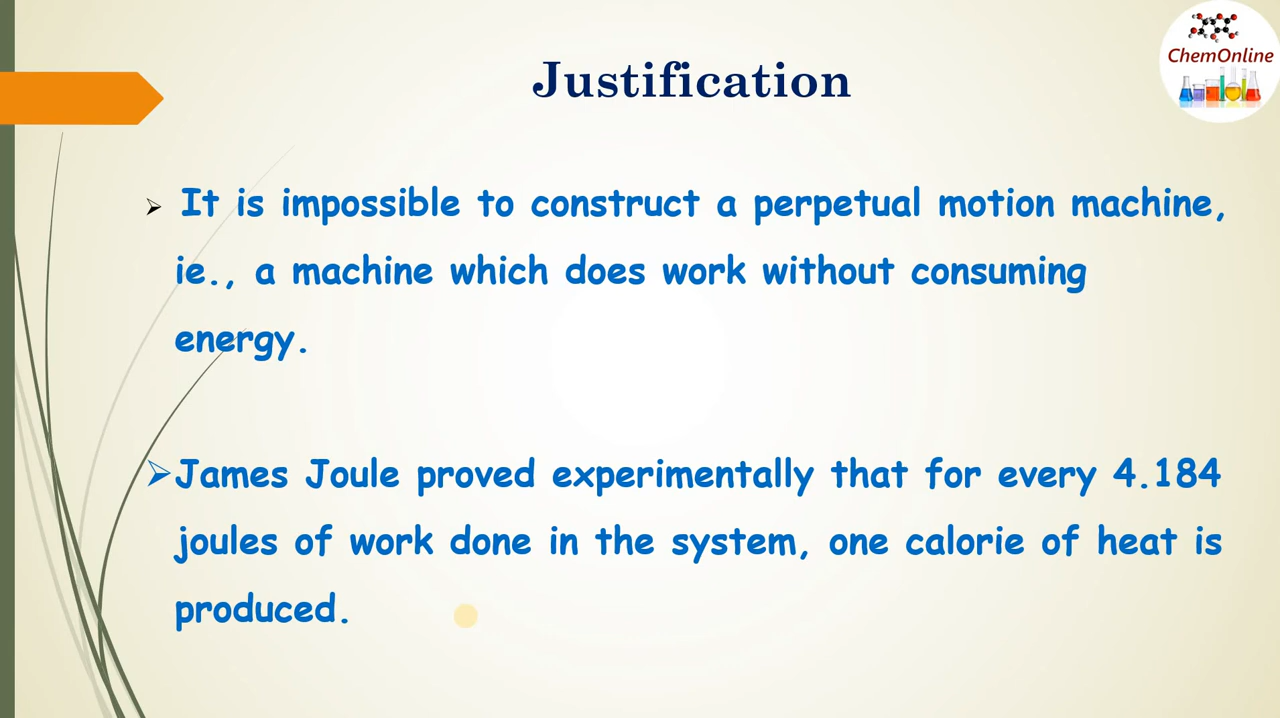 ChemOnline
Justification
It is impossible to construct a perpetual motion machine,
ie., a machine which does work without consuming
energy.
James Joule proved experimentally that for every 4.184
joules of work done in the system, one calorie of heat is
produced.